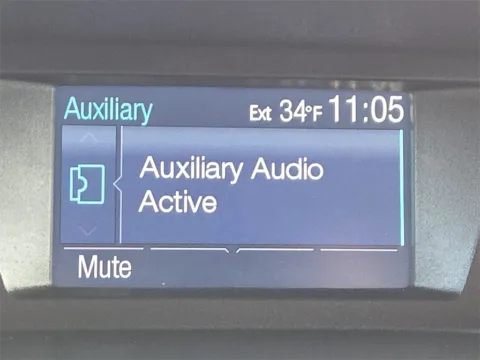 Auxiliary Ext 34°F 11:05
Auxiliary Audio
Active
Mute